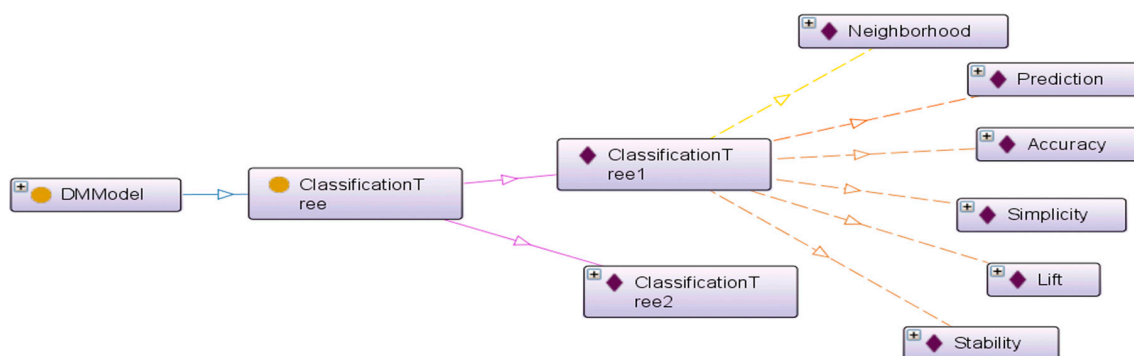 Neighborhood
Prediction
Accuracy
ClassificationT
ree1
DMModel
ClassificationT
ree
Simplicity
Lift
ClassificationT
ree2
Stability